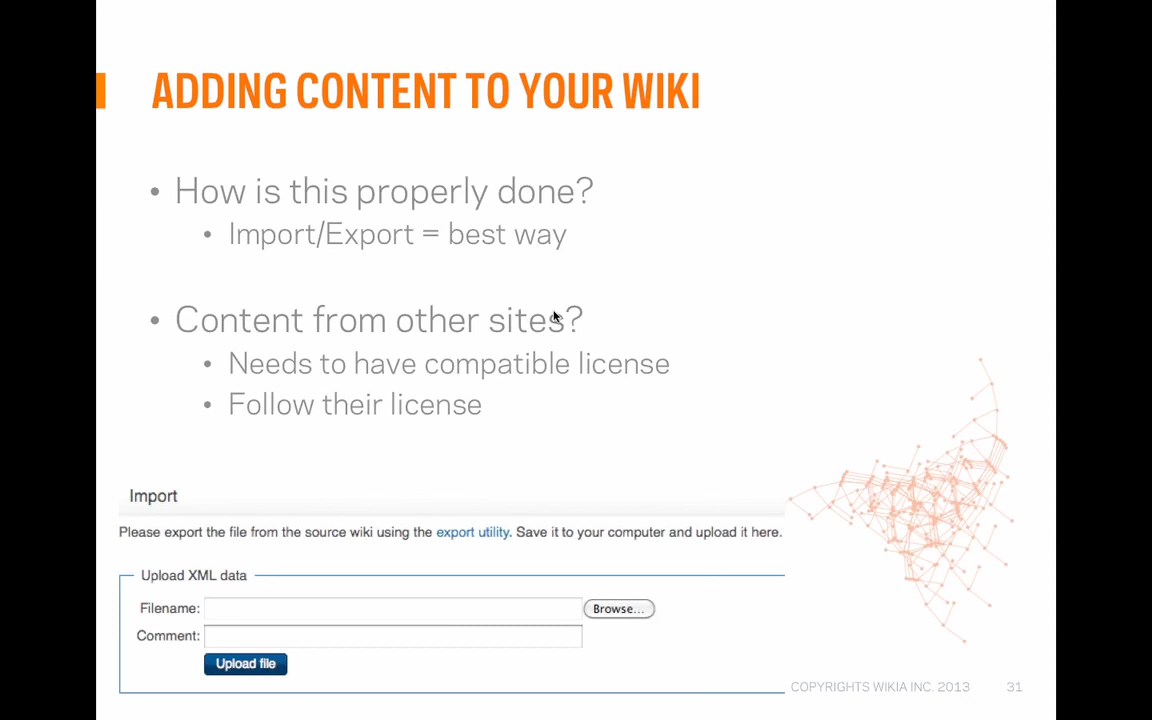 ADDING CONTENT TO YOUR WIKI
• How is this properly done?
• Import/Export = best way
• Content from other sites?
• Needs to have compatible license
• Follow their license
Import
Please export the file from the source wiki using the export utility. Save it to your computer and upload it here.
Upload XML data
Filename: Browse...
Comment:
Upload file
COPYRIGHTS WIKIA INC. 2013 31